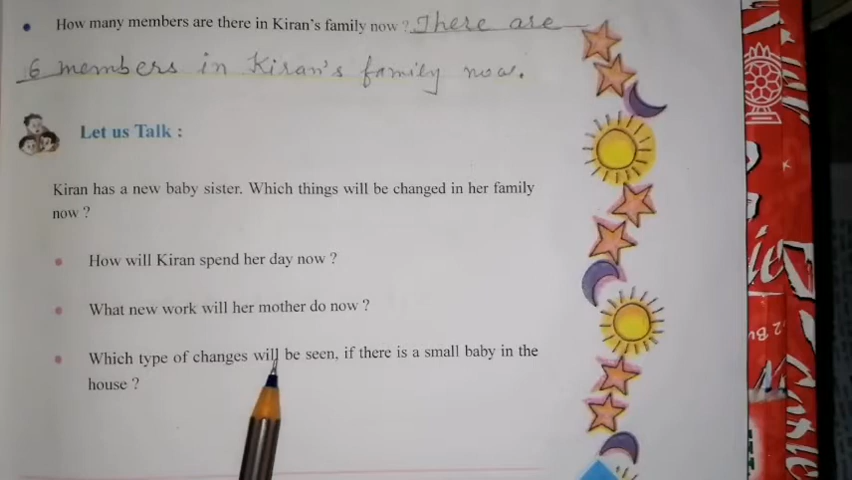 How many members are there in Kiran's family now ? There are
6 members in Kiran's family now.
Let us Talk :
Kiran has a new baby sister. Which things will be changed in her family
now ?
How will Kiran spend her day now ?
What new work will her mother do now ?
Which type of changes will be seen, if there is a small baby in the
house ?